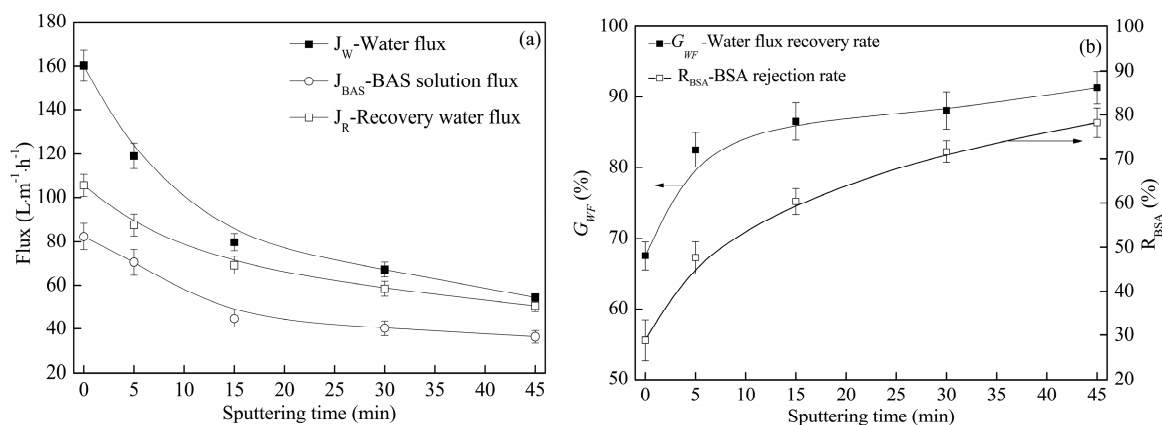 (a)
J_W-Water flux
J_BAS-BAS solution flux
J_R-Recovery water flux
Flux (L·m⁻¹·h⁻¹)
180
160
140
120
100
80
60
40
20
0 5 10 15 20 25 30 35 40 45
Sputtering time (min)
(b)
G_WF-Water flux recovery rate
R_BSA-BSA rejection rate
G_WF (%)
100
90
80
70
60
50
0 5 10 15 20 25 30 35 40 45
Sputtering time (min)
100
90
80
70
60
50
40
30
20
R_BSA (%)